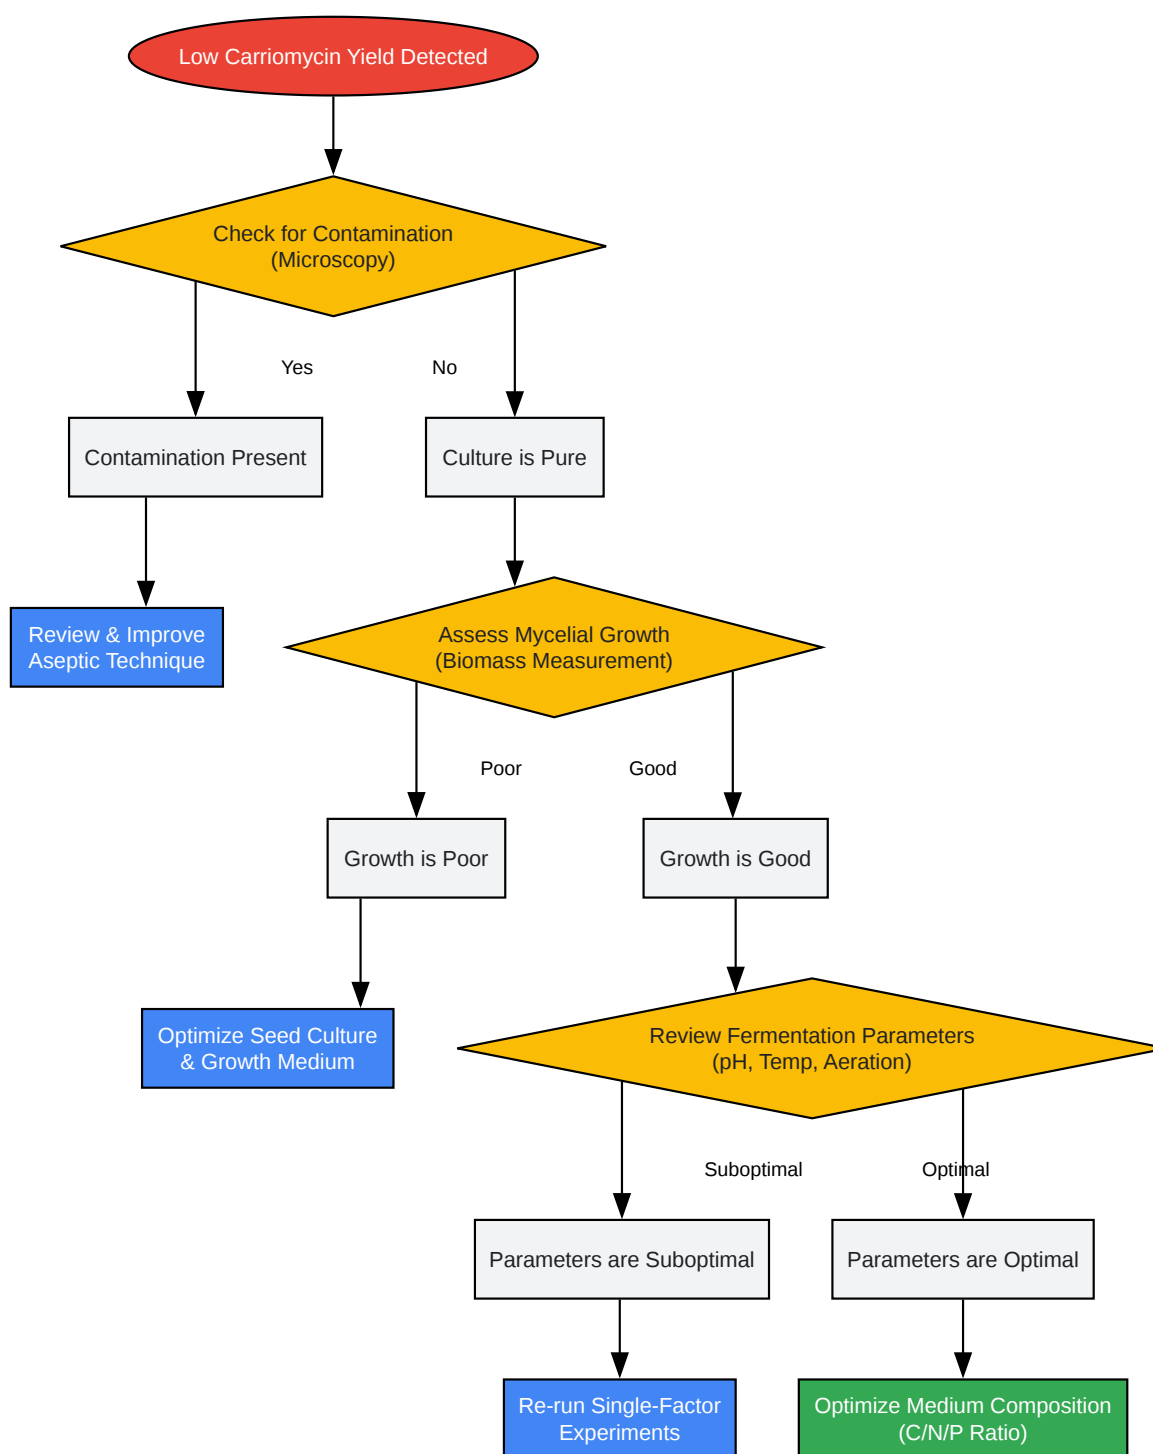 Low Carriomycin Yield Detected
Check for Contamination
(Microscopy)
Yes
No
Contamination Present
Culture is Pure
Review & Improve
Aseptic Technique
Assess Mycelial Growth
(Biomass Measurement)
Poor
Good
Growth is Poor
Growth is Good
Optimize Seed Culture
& Growth Medium
Review Fermentation Parameters
(pH, Temp, Aeration)
Suboptimal
Optimal
Parameters are Suboptimal
Parameters are Optimal
Re-run Single-Factor
Experiments
Optimize Medium Composition
(C/N/P Ratio)